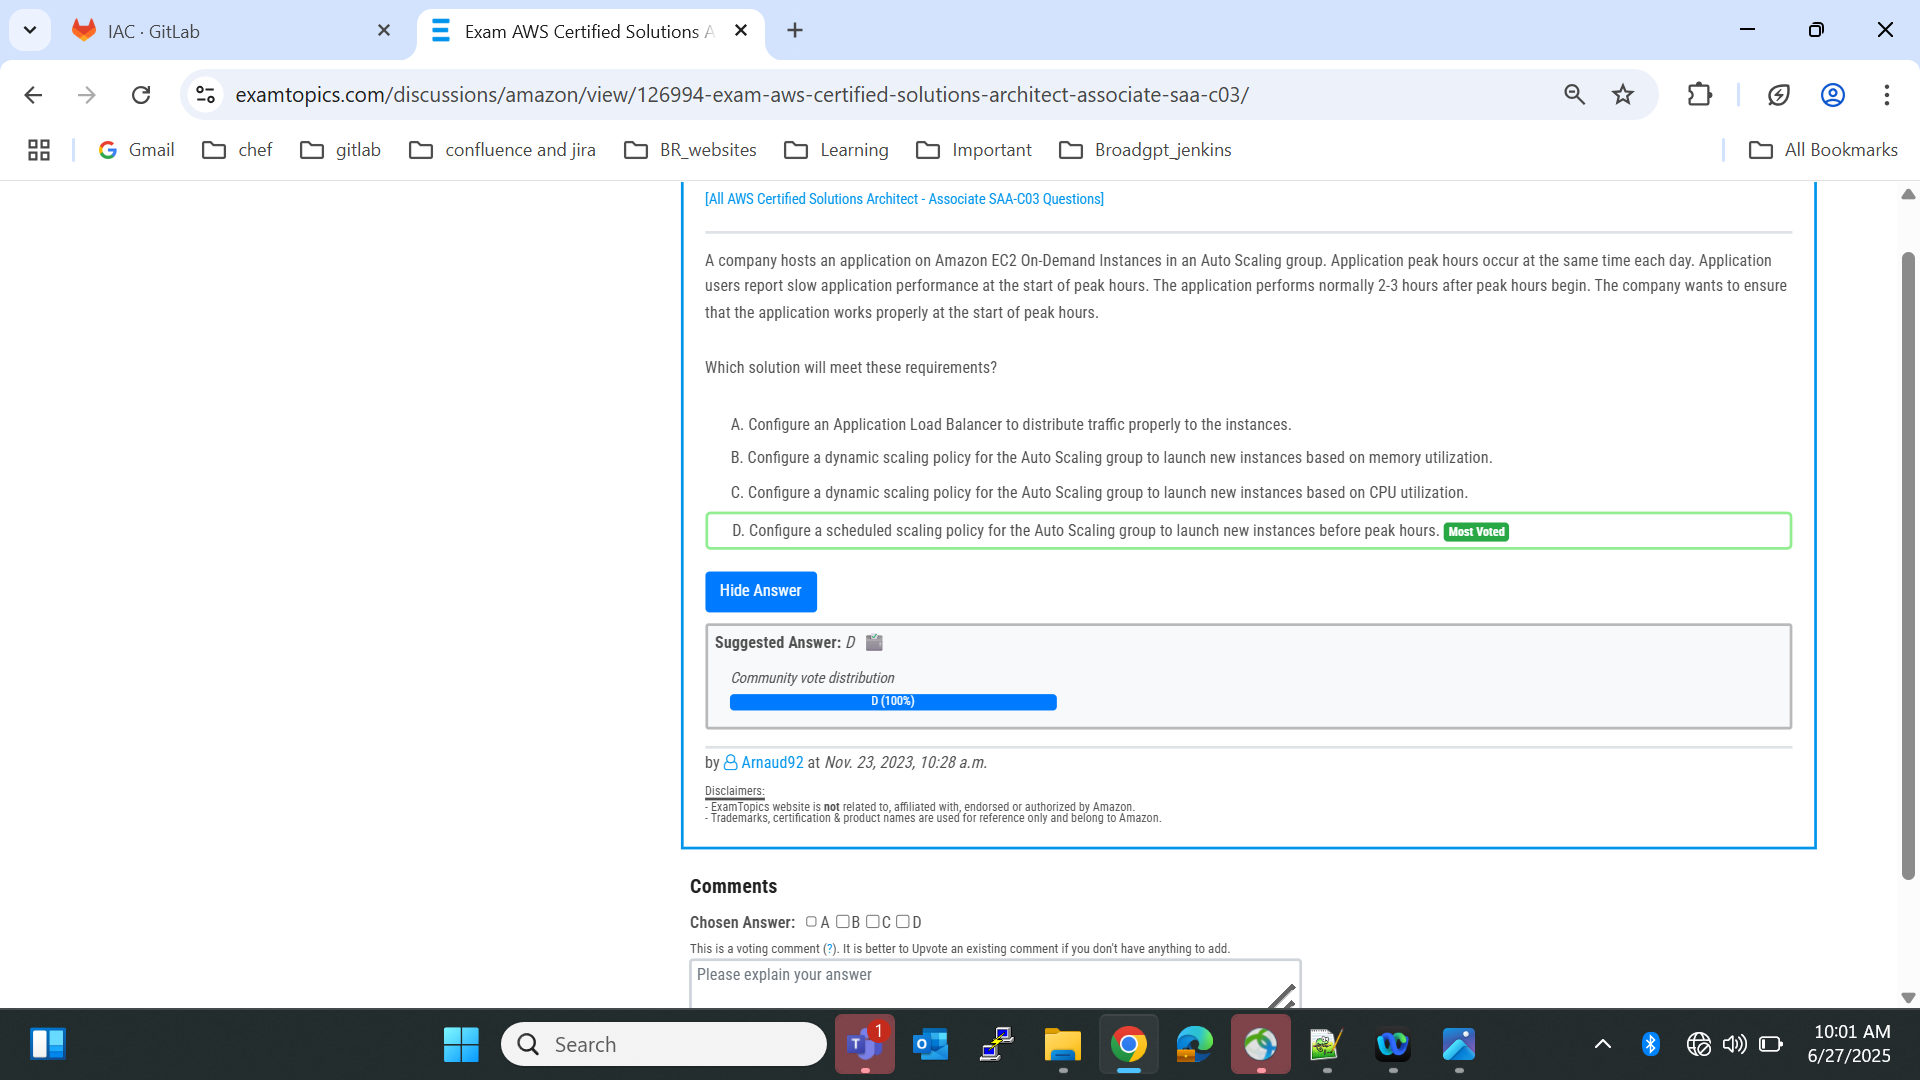 IAC · GitLab
Exam AWS Certified Solutions A
examtopics.com/discussions/amazon/view/126994-exam-aws-certified-solutions-architect-associate-saa-c03/
Gmail
chef
gitlab
confluence and jira
BR_websites
Learning
Important
Broadgpt_jenkins
All Bookmarks
[All AWS Certified Solutions Architect - Associate SAA-C03 Questions]
A company hosts an application on Amazon EC2 On-Demand Instances in an Auto Scaling group. Application peak hours occur at the same time each day. Application
users report slow application performance at the start of peak hours. The application performs normally 2-3 hours after peak hours begin. The company wants to ensure
that the application works properly at the start of peak hours.
Which solution will meet these requirements?
A. Configure an Application Load Balancer to distribute traffic properly to the instances.
B. Configure a dynamic scaling policy for the Auto Scaling group to launch new instances based on memory utilization.
C. Configure a dynamic scaling policy for the Auto Scaling group to launch new instances based on CPU utilization.
D. Configure a scheduled scaling policy for the Auto Scaling group to launch new instances before peak hours. Most Voted
Hide Answer
Suggested Answer: D
Community vote distribution
D (100%)
by Arnaud92 at Nov. 23, 2023, 10:28 a.m.
Disclaimers:
- ExamTopics website is not related to, affiliated with, endorsed or authorized by Amazon.
- Trademarks, certification & product names are used for reference only and belong to Amazon.
Comments
Chosen Answer: A B C D
This is a voting comment (?). It is better to Upvote an existing comment if you don't have anything to add.
Please explain your answer
Search
1
10:01 AM
6/27/2025